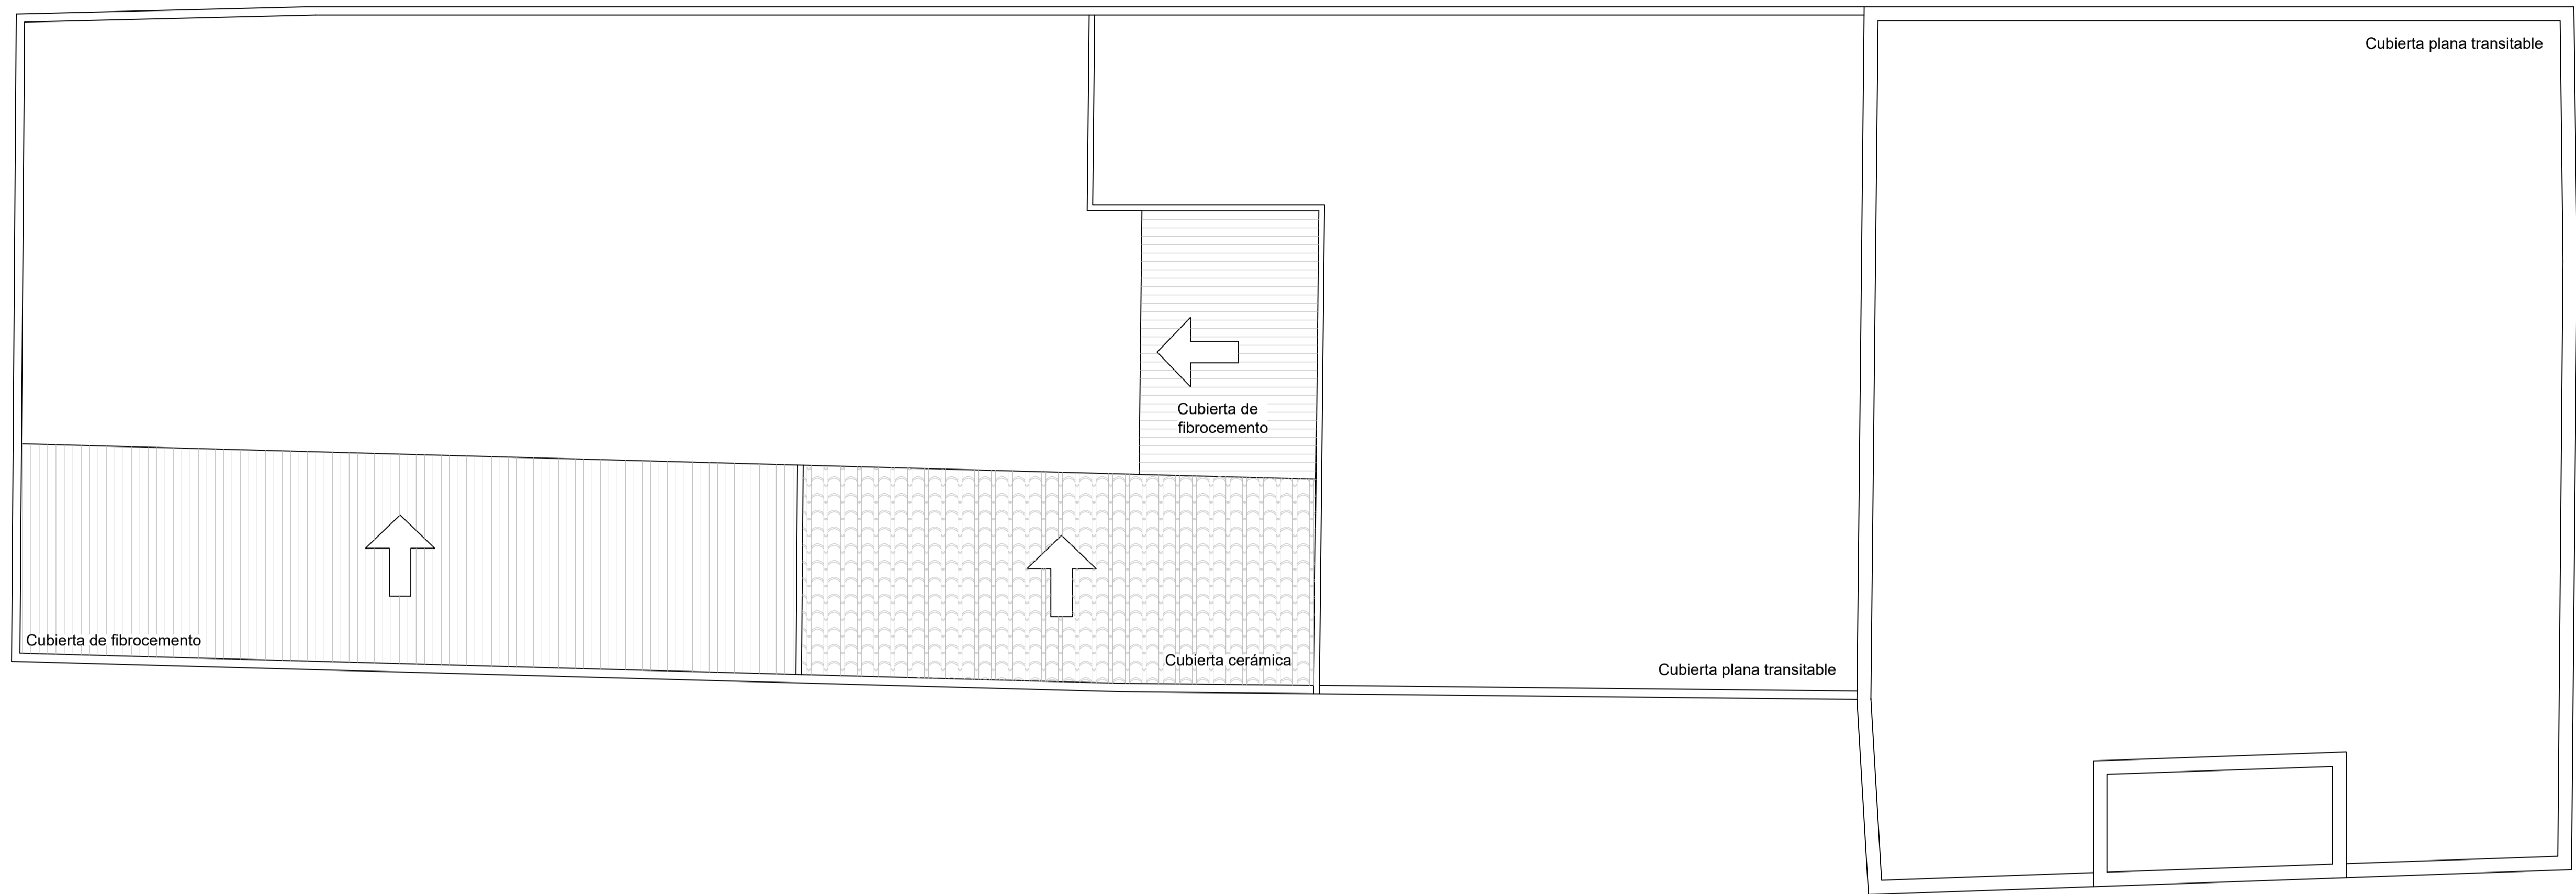 Cubierta plana transitable
Cubierta de
fibrocemento
Cubierta de fibrocemento
Cubierta cerámica
Cubierta plana transitable